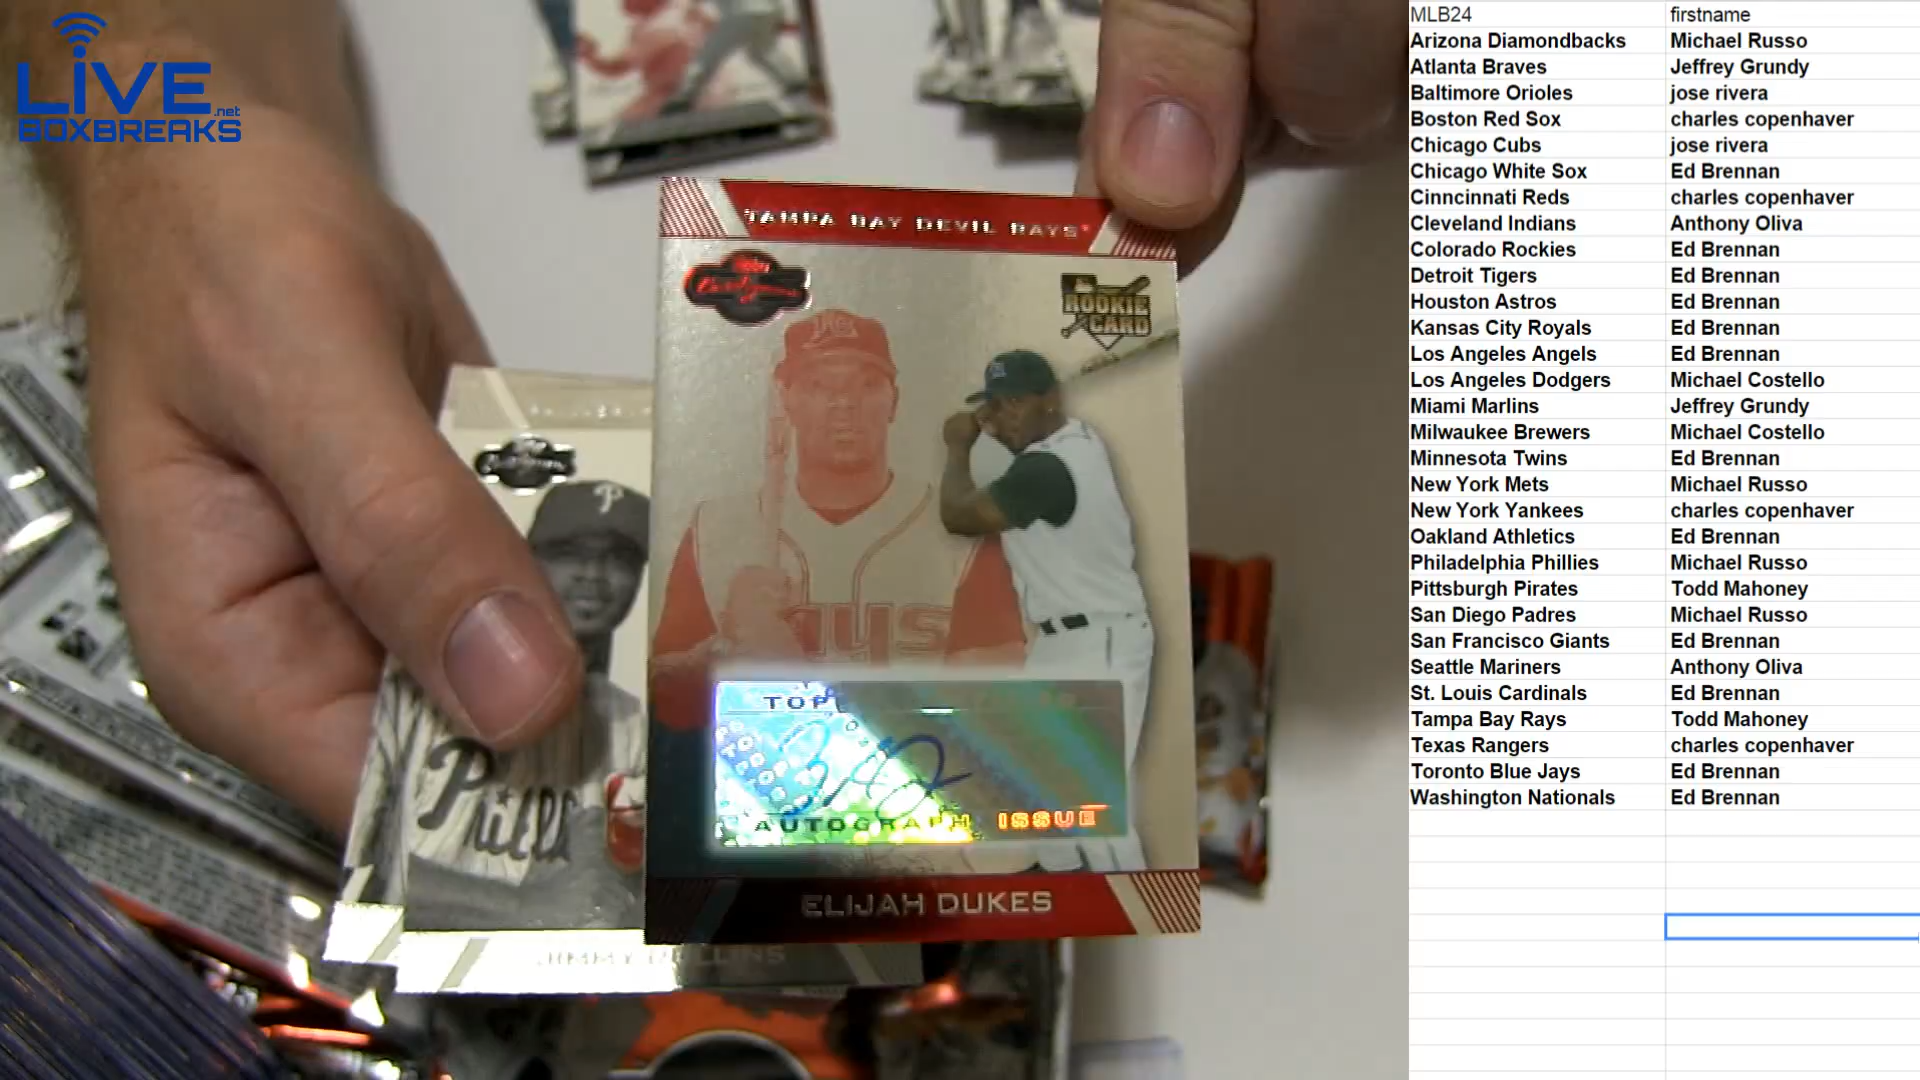 LIVE.net
BOXBREAKS
TAMPA BAY DEVIL RAYS
ROOKIE
CARD
Phill
TOP
AUTOGRAPH ISSUE
ELIJAH DUKES
JIMMY ROLLINS
MLB24 firstname
Arizona Diamondbacks Michael Russo
Atlanta Braves Jeffrey Grundy
Baltimore Orioles jose rivera
Boston Red Sox charles copenhaver
Chicago Cubs jose rivera
Chicago White Sox Ed Brennan
Cinncinnati Reds charles copenhaver
Cleveland Indians Anthony Oliva
Colorado Rockies Ed Brennan
Detroit Tigers Ed Brennan
Houston Astros Ed Brennan
Kansas City Royals Ed Brennan
Los Angeles Angels Ed Brennan
Los Angeles Dodgers Michael Costello
Miami Marlins Jeffrey Grundy
Milwaukee Brewers Michael Costello
Minnesota Twins Ed Brennan
New York Mets Michael Russo
New York Yankees charles copenhaver
Oakland Athletics Ed Brennan
Philadelphia Phillies Michael Russo
Pittsburgh Pirates Todd Mahoney
San Diego Padres Michael Russo
San Francisco Giants Ed Brennan
Seattle Mariners Anthony Oliva
St. Louis Cardinals Ed Brennan
Tampa Bay Rays Todd Mahoney
Texas Rangers charles copenhaver
Toronto Blue Jays Ed Brennan
Washington Nationals Ed Brennan